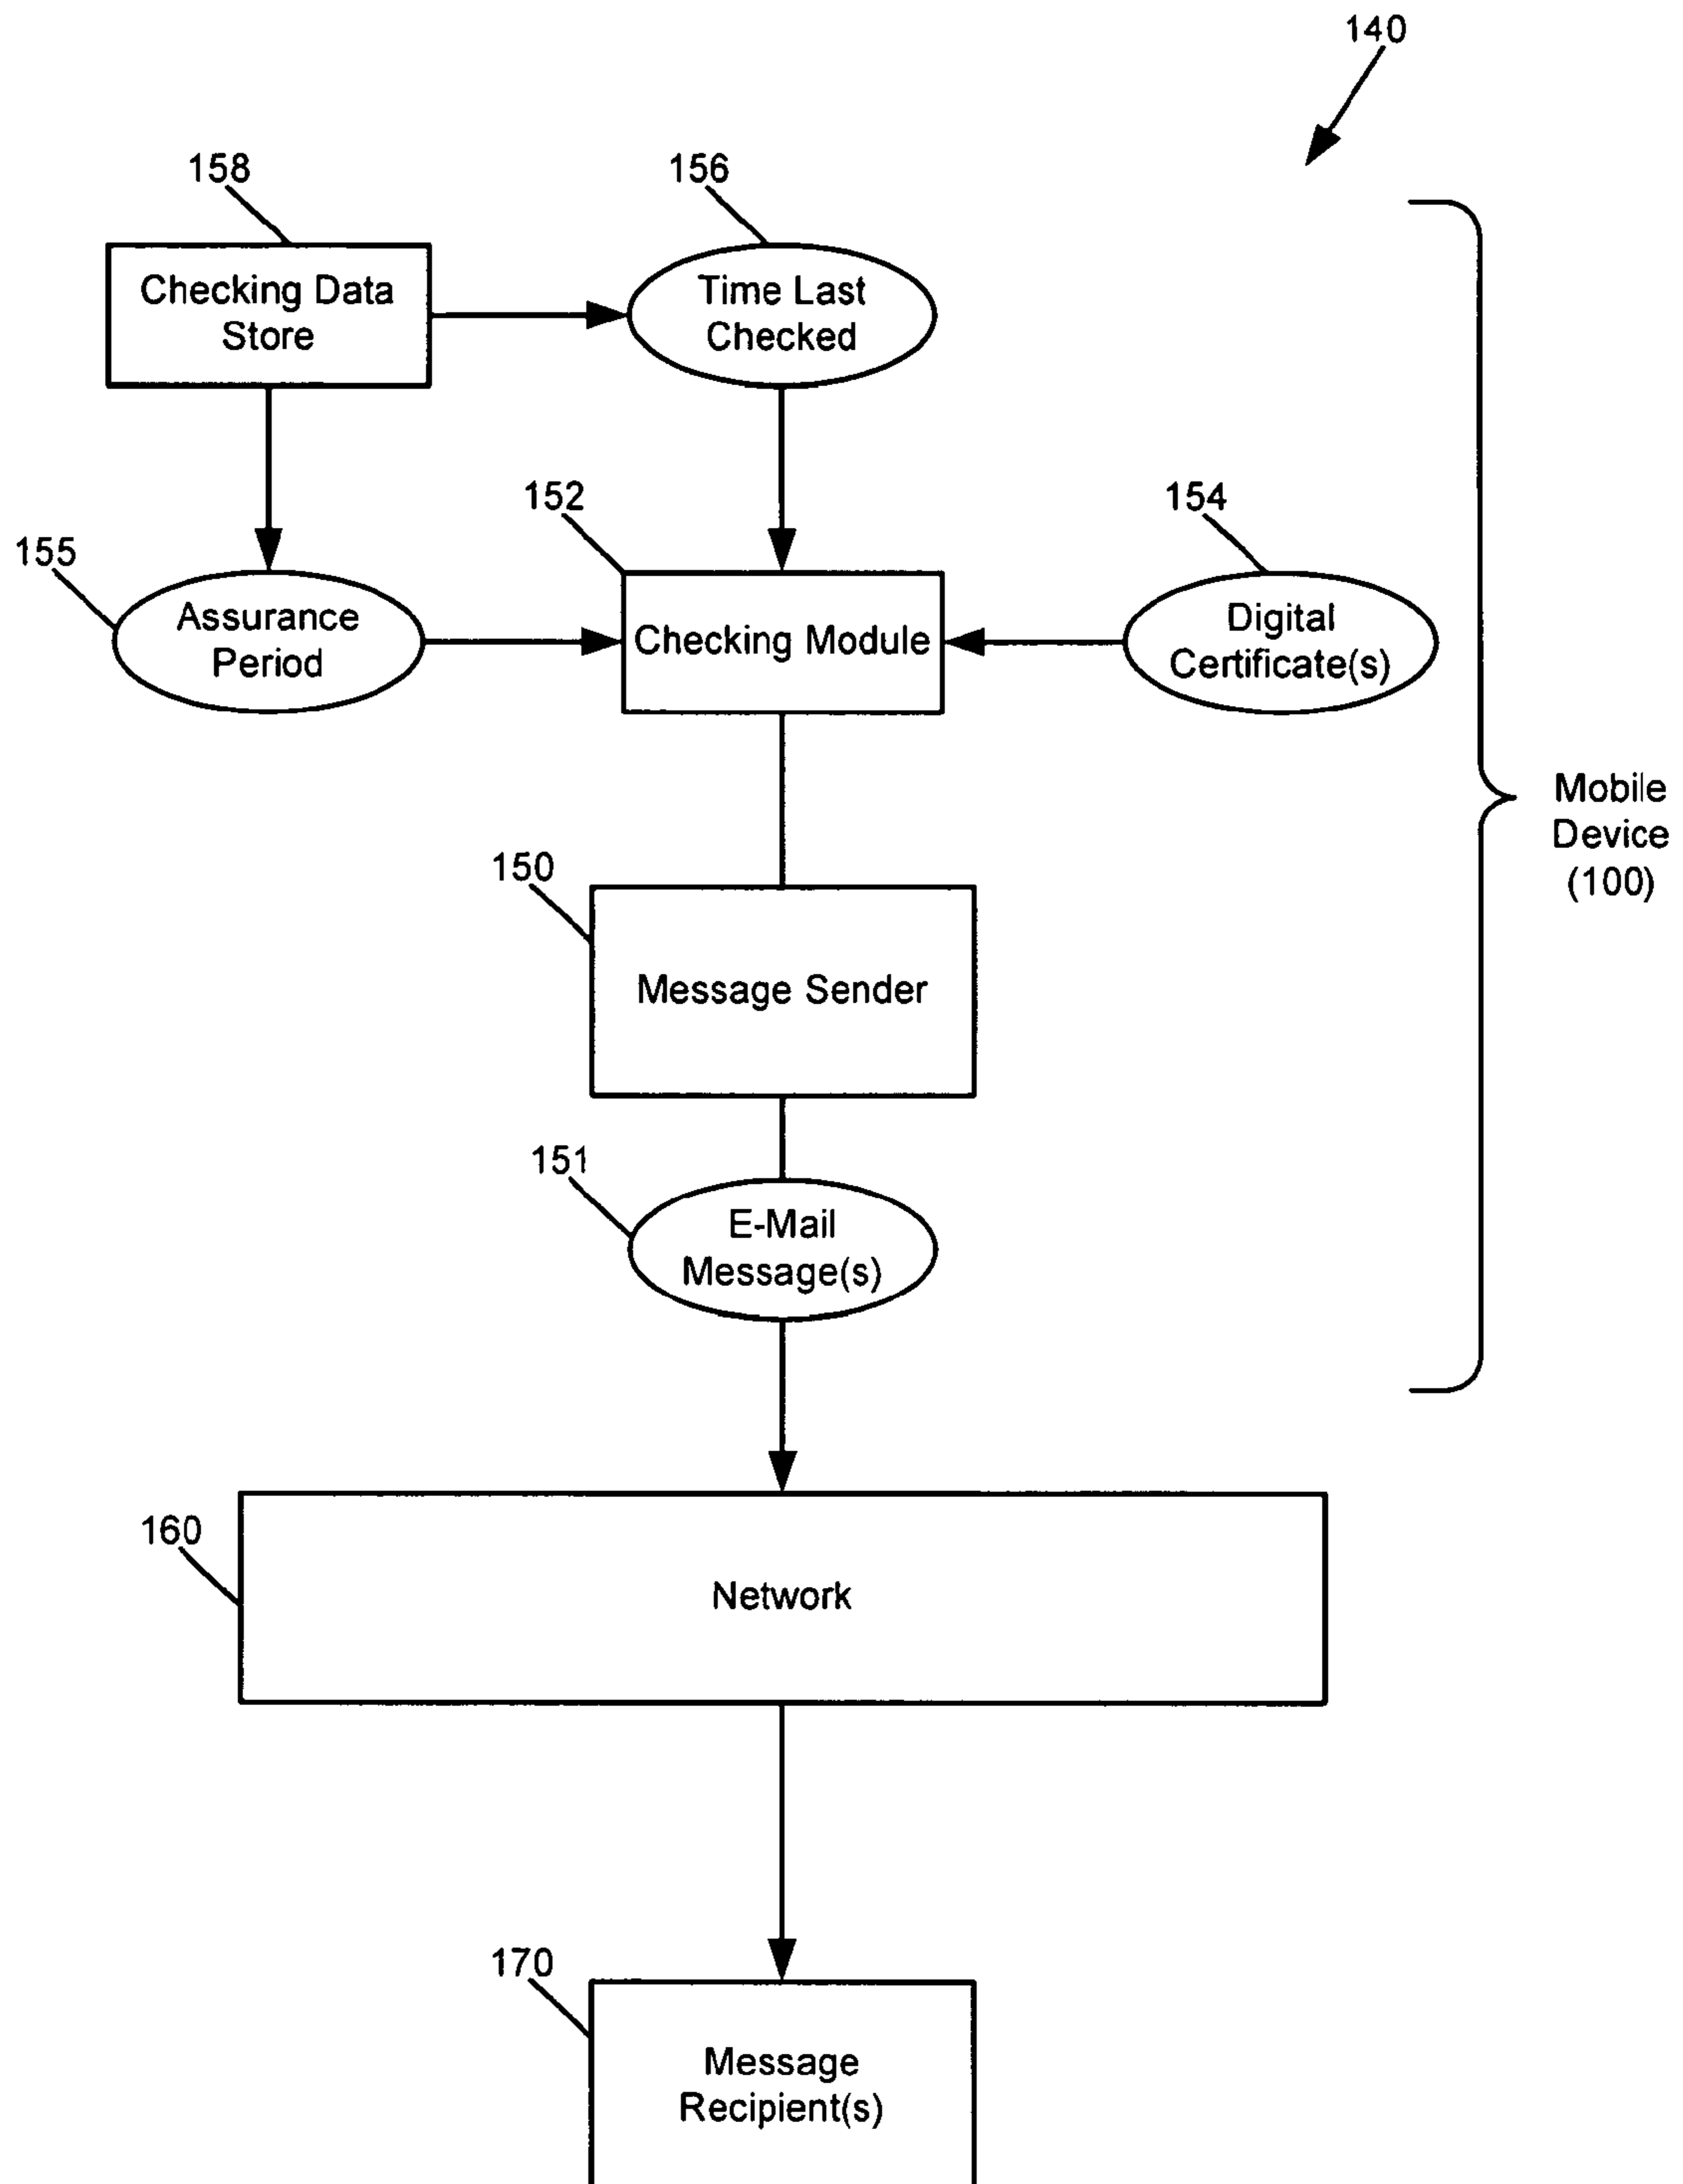 140
158
156
Checking Data
Store
Time Last
Checked
152
154
155
Assurance
Period
Checking Module
Digital
Certificate(s)
Mobile
Device
(100)
150
Message Sender
151
E-Mail
Message(s)
160
Network
170
Message
Recipient(s)